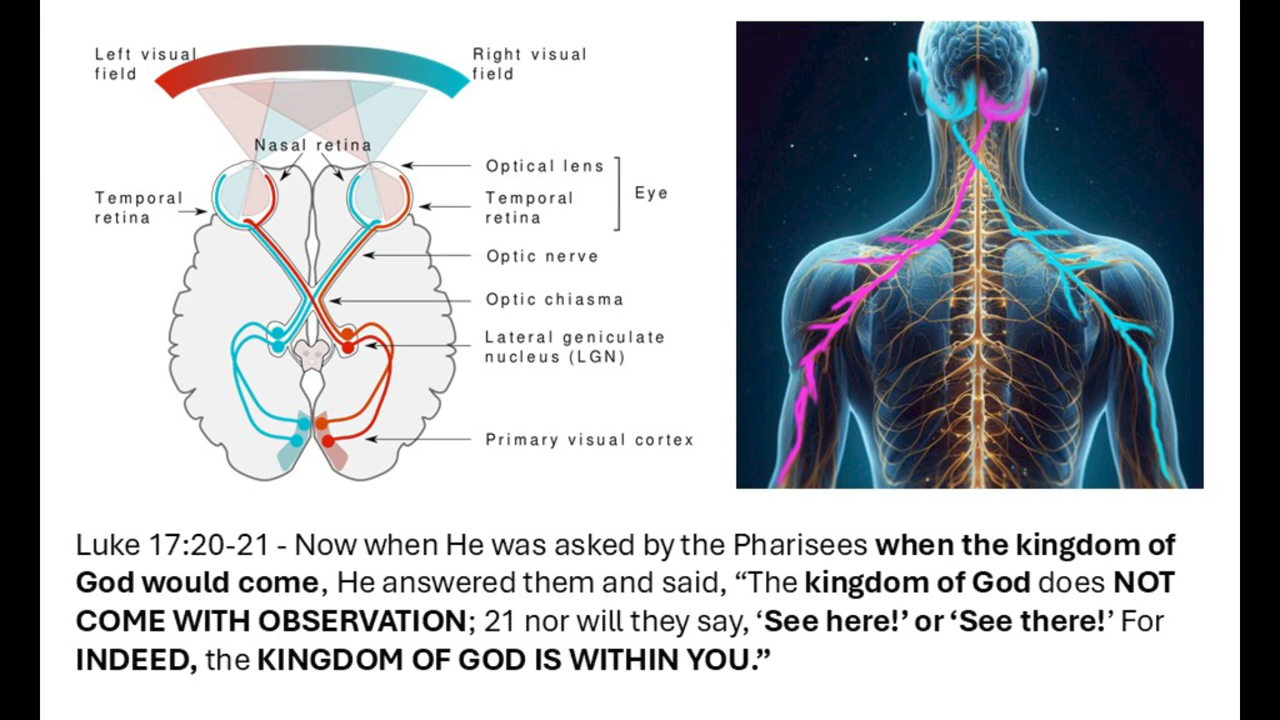 Left visual
field
Right visual
field
Nasal retina
Optical lens
Temporal
retina
Temporal
retina
Eye
Optic nerve
Optic chiasma
Lateral geniculate
nucleus (LGN)
Primary visual cortex
Luke 17:20-21 - Now when He was asked by the Pharisees when the kingdom of
God would come, He answered them and said, “The kingdom of God does NOT
COME WITH OBSERVATION; 21 nor will they say, ‘See here!’ or ‘See there!’ For
INDEED, the KINGDOM OF GOD IS WITHIN YOU.”